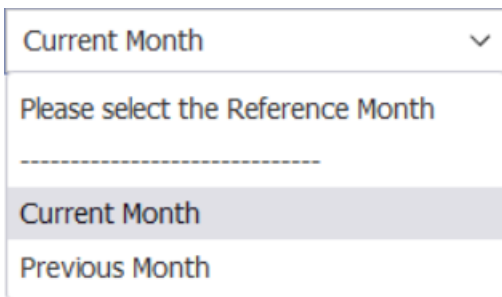 Current Month
Please select the Reference Month
------------------------------
Current Month
Previous Month